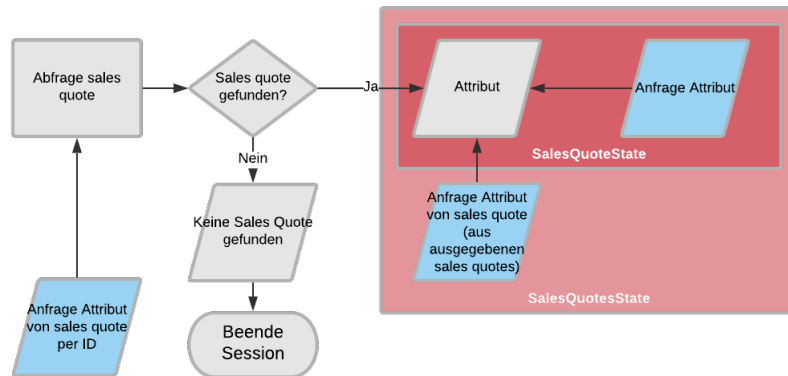 Abfrage sales
quote
Sales quote
gefunden?
Ja
Attribut
Anfrage Attribut
SalesQuoteState
Nein
Keine Sales Quote
gefunden
Anfrage Attribut
von sales quote
(aus
ausgegebenen
sales quotes)
SalesQuotesState
Anfrage Attribut
von sales quote
per ID
Beende
Session